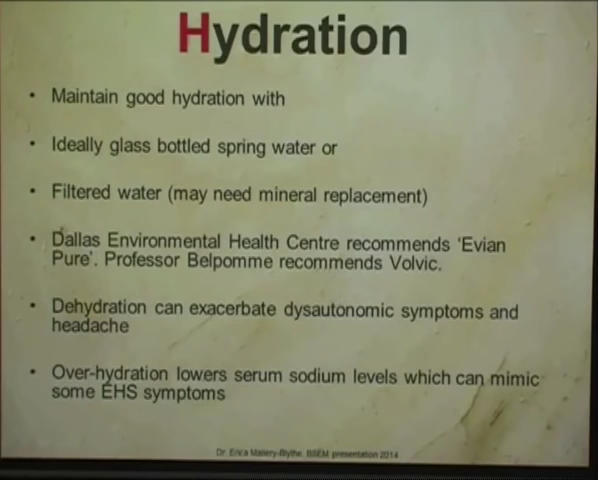 Hydration
• Maintain good hydration with
• Ideally glass bottled spring water or
• Filtered water (may need mineral replacement)
• Dallas Environmental Health Centre recommends ‘Evian
Pure’. Professor Belpomme recommends Volvic.
• Dehydration can exacerbate dysautonomic symptoms and
headache
• Over-hydration lowers serum sodium levels which can mimic
some EHS symptoms
Dr. Erica Mallery-Blythe. BSEM presentation 2014